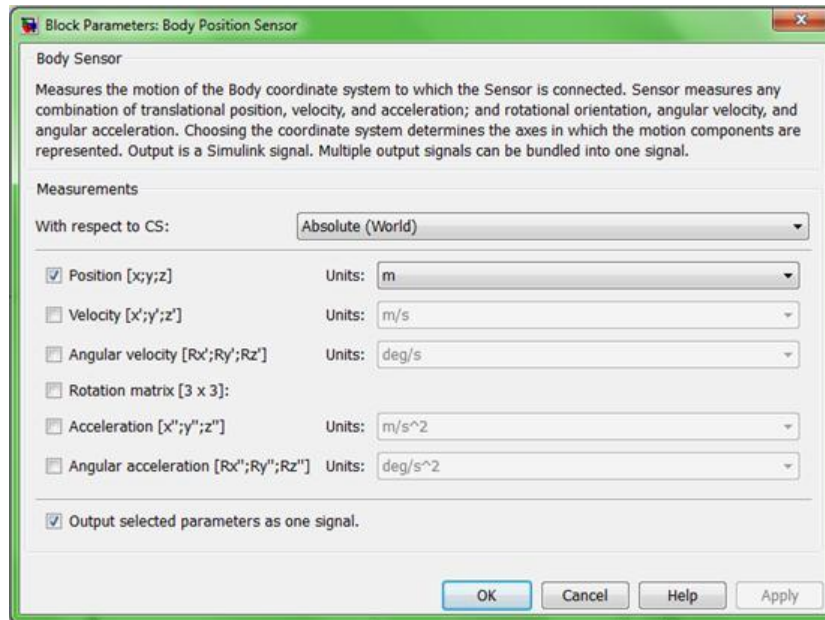 Block Parameters: Body Position Sensor
Body Sensor
Measures the motion of the Body coordinate system to which the Sensor is connected. Sensor measures any
combination of translational position, velocity, and acceleration; and rotational orientation, angular velocity, and
angular acceleration. Choosing the coordinate system determines the axes in which the motion components are
represented. Output is a Simulink signal. Multiple output signals can be bundled into one signal.
Measurements
With respect to CS: Absolute (World)
Position [x;y;z] Units: m
Velocity [x';y';z'] Units: m/s
Angular velocity [Rx';Ry';Rz'] Units: deg/s
Rotation matrix [3 x 3]:
Acceleration [x";y";z"] Units: m/s^2
Angular acceleration [Rx";Ry";Rz"] Units: deg/s^2
Output selected parameters as one signal.
OK Cancel Help Apply